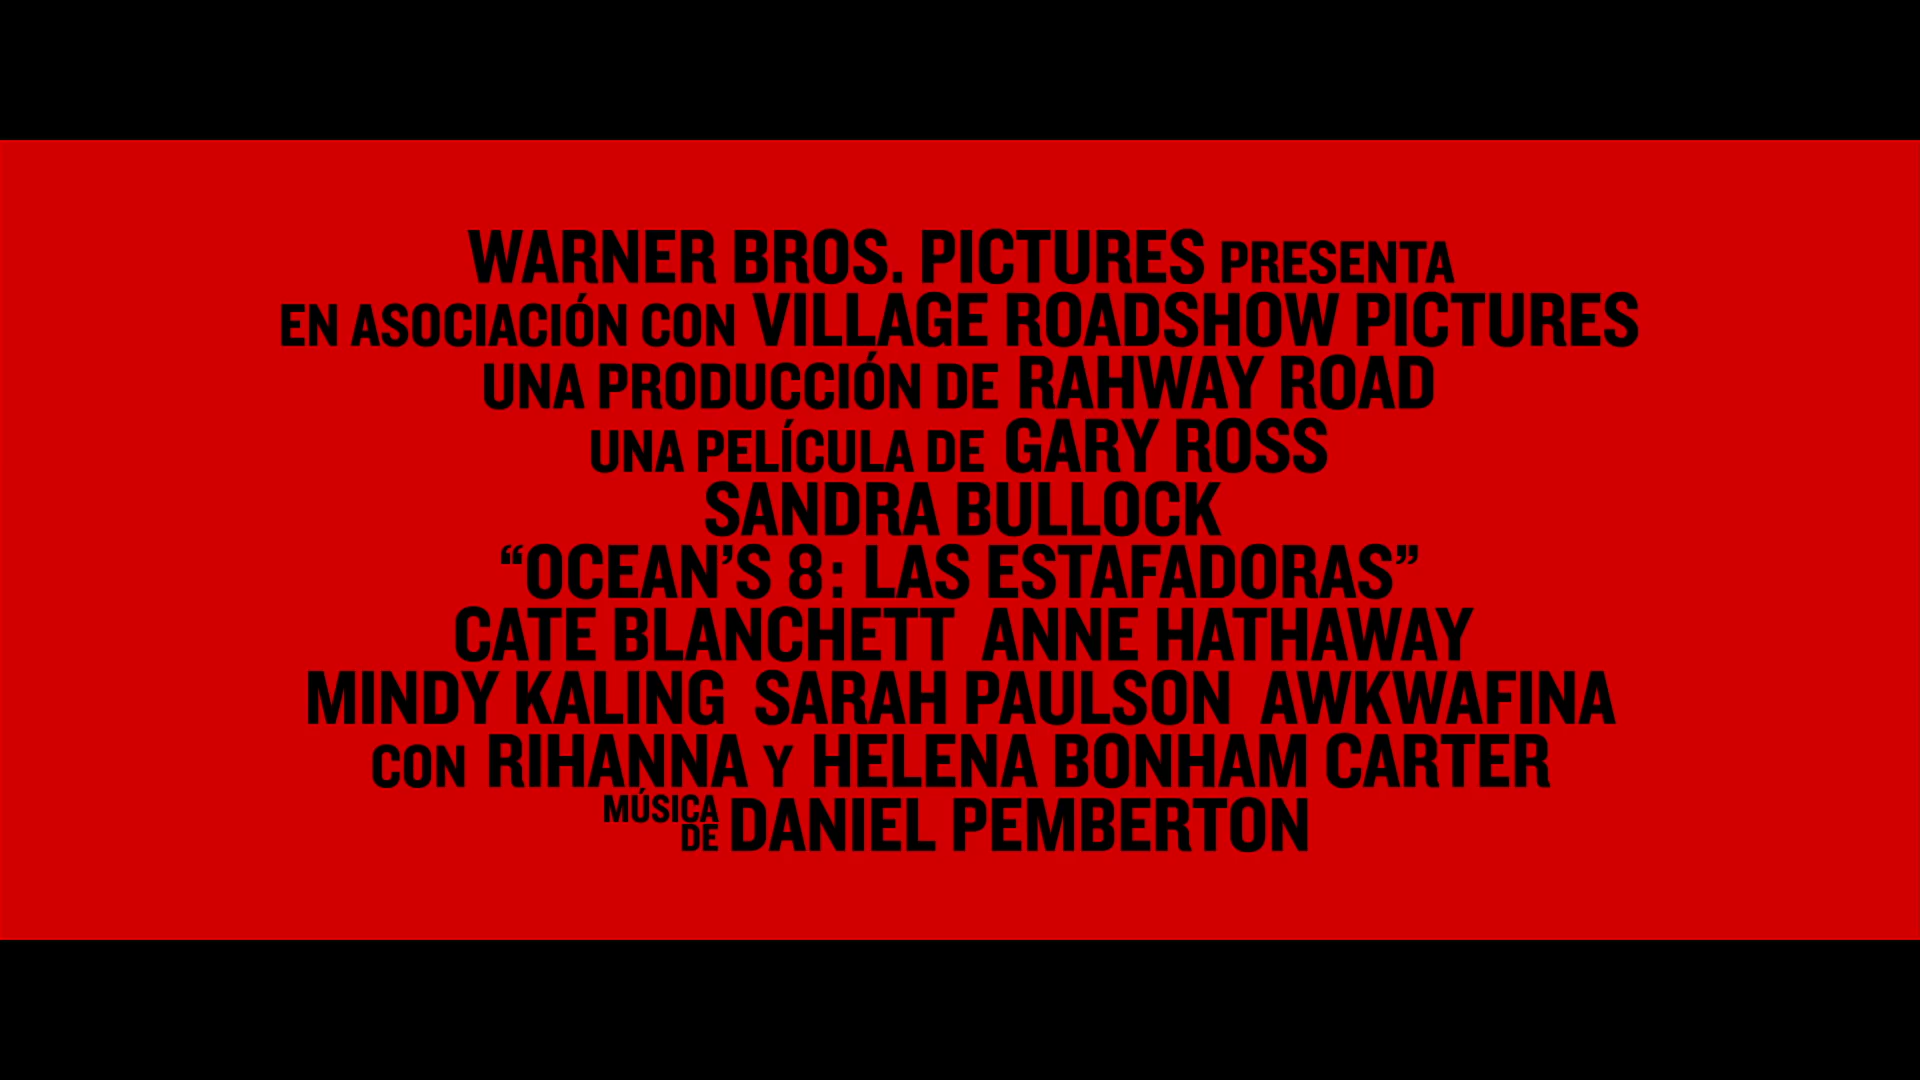 WARNER BROS. PICTURES PRESENTA
EN ASOCIACIÓN CON VILLAGE ROADSHOW PICTURES
UNA PRODUCCIÓN DE RAHWAY ROAD
UNA PELÍCULA DE GARY ROSS
SANDRA BULLOCK
“OCEAN’S 8: LAS ESTAFADORAS”
CATE BLANCHETT ANNE HATHAWAY
MINDY KALING SARAH PAULSON AWKWAFINA
CON RIHANNA Y HELENA BONHAM CARTER
MÚSICA DE DANIEL PEMBERTON